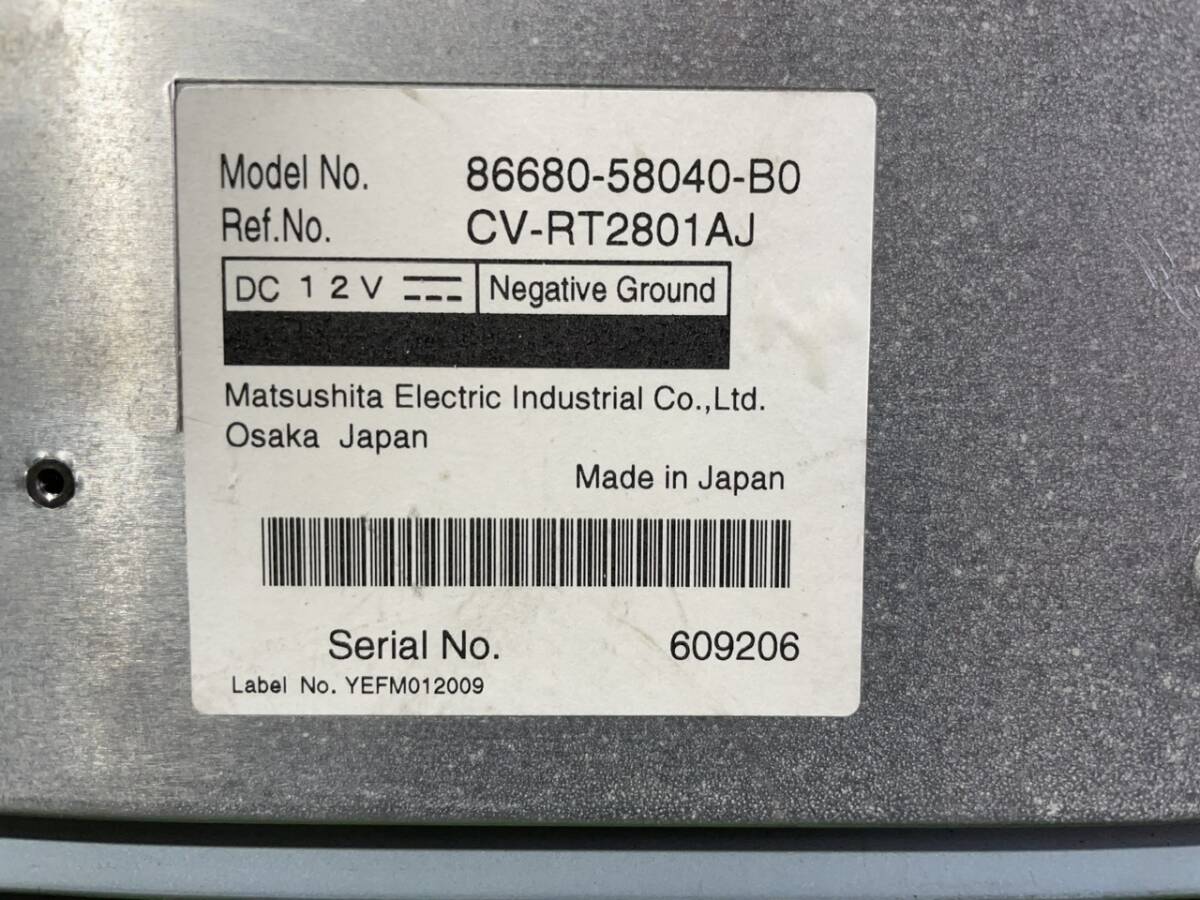 Model No. 86680-58040-B0
Ref.No. CV-RT2801AJ
DC 12V Negative Ground
Matsushita Electric Industrial Co.,Ltd.
Osaka Japan
Made in Japan
Serial No. 609206
Label No. YEFM012009